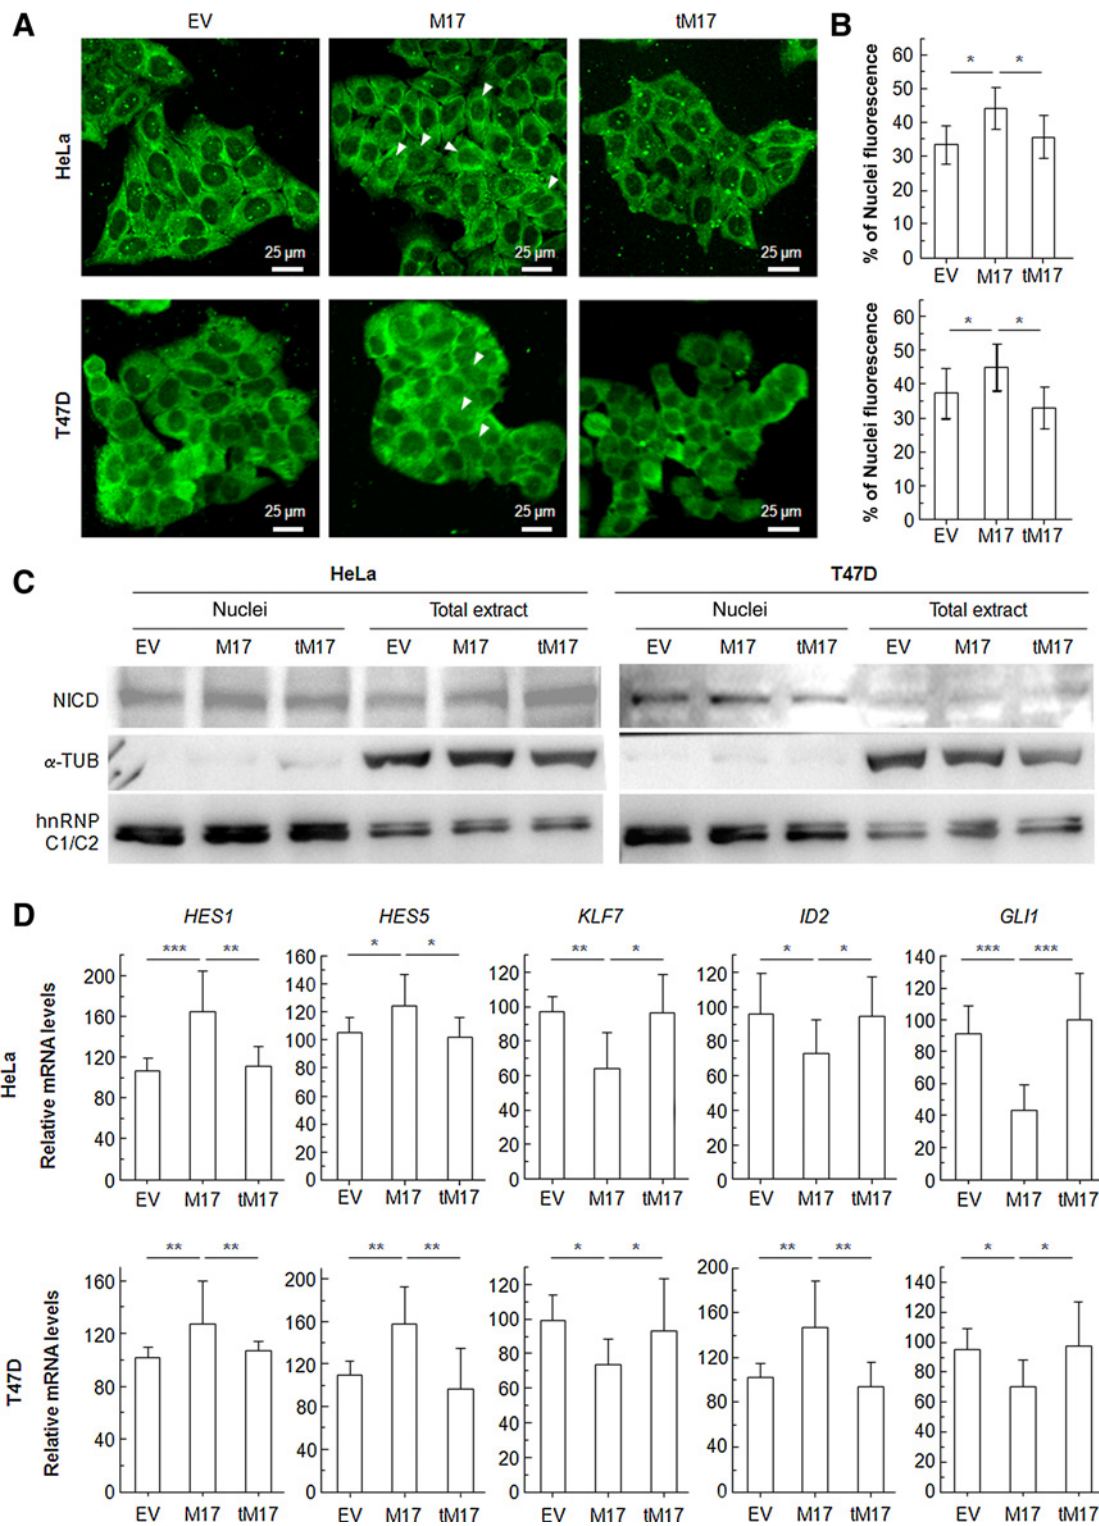 A
EV
M17
tM17
HeLa
25 µm
25 µm
25 µm
T47D
25 µm
25 µm
25 µm
B
% of Nuclei fluorescence
60
50
40
30
20
10
0
* *
EV M17 tM17
% of Nuclei fluorescence
60
50
40
30
20
10
0
* *
EV M17 tM17
C
HeLa T47D
Nuclei Total extract Nuclei Total extract
EV M17 tM17 EV M17 tM17 EV M17 tM17 EV M17 tM17
NICD
α-TUB
hnRNP
C1/C2
D
HES1 HES5 KLF7 ID2 GLI1
HeLa
Relative mRNA levels
*** **
200
160
120
80
40
0
EV M17 tM17
* *
160
140
120
100
80
60
40
20
0
EV M17 tM17
** *
120
100
80
60
40
20
0
EV M17 tM17
* *
120
100
80
60
40
20
0
EV M17 tM17
*** ***
140
120
100
80
60
40
20
0
EV M17 tM17
T47D
Relative mRNA levels
** **
160
120
80
40
0
EV M17 tM17
** **
200
160
120
80
40
0
EV M17 tM17
* *
120
100
80
60
40
20
0
EV M17 tM17
** **
200
160
120
80
40
0
EV M17 tM17
* *
140
120
100
80
60
40
20
0
EV M17 tM17